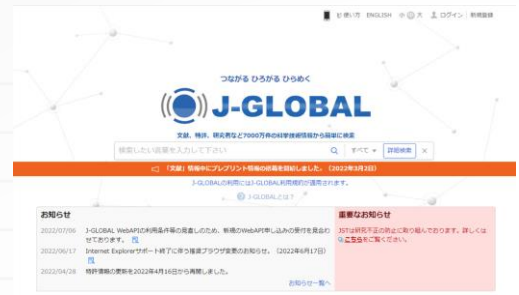 使い方 ENGLISH 小 大 ログイン 新規登録
つながる ひろがる ひらめく
J-GLOBAL
文献、特許、研究者など7000万件の科学技術情報から簡単に検索
検索したい言葉を入力して下さい すべて 詳細検索 ×
「文献」情報中にプレプリント情報の搭載を開始しました。（2022年3月2日）
J-GLOBALの利用にはJ-GLOBAL利用規約が適用されます。
J-GLOBALとは？
お知らせ
2022/07/06 J-GLOBAL WebAPIの利用条件等の見直しのため、新規のWebAPI申し込みの受付を見合わ
せております。
2022/06/17 Internet Explorerサポート終了に伴う推奨ブラウザ変更のお知らせ。（2022年6月17日）
2022/04/28 特許情報の更新を2022年4月16日から再開しました。
お知らせ一覧へ
重要なお知らせ
JSTは研究不正の防止に取り組んでおります。詳しくは
こちらをご覧ください。